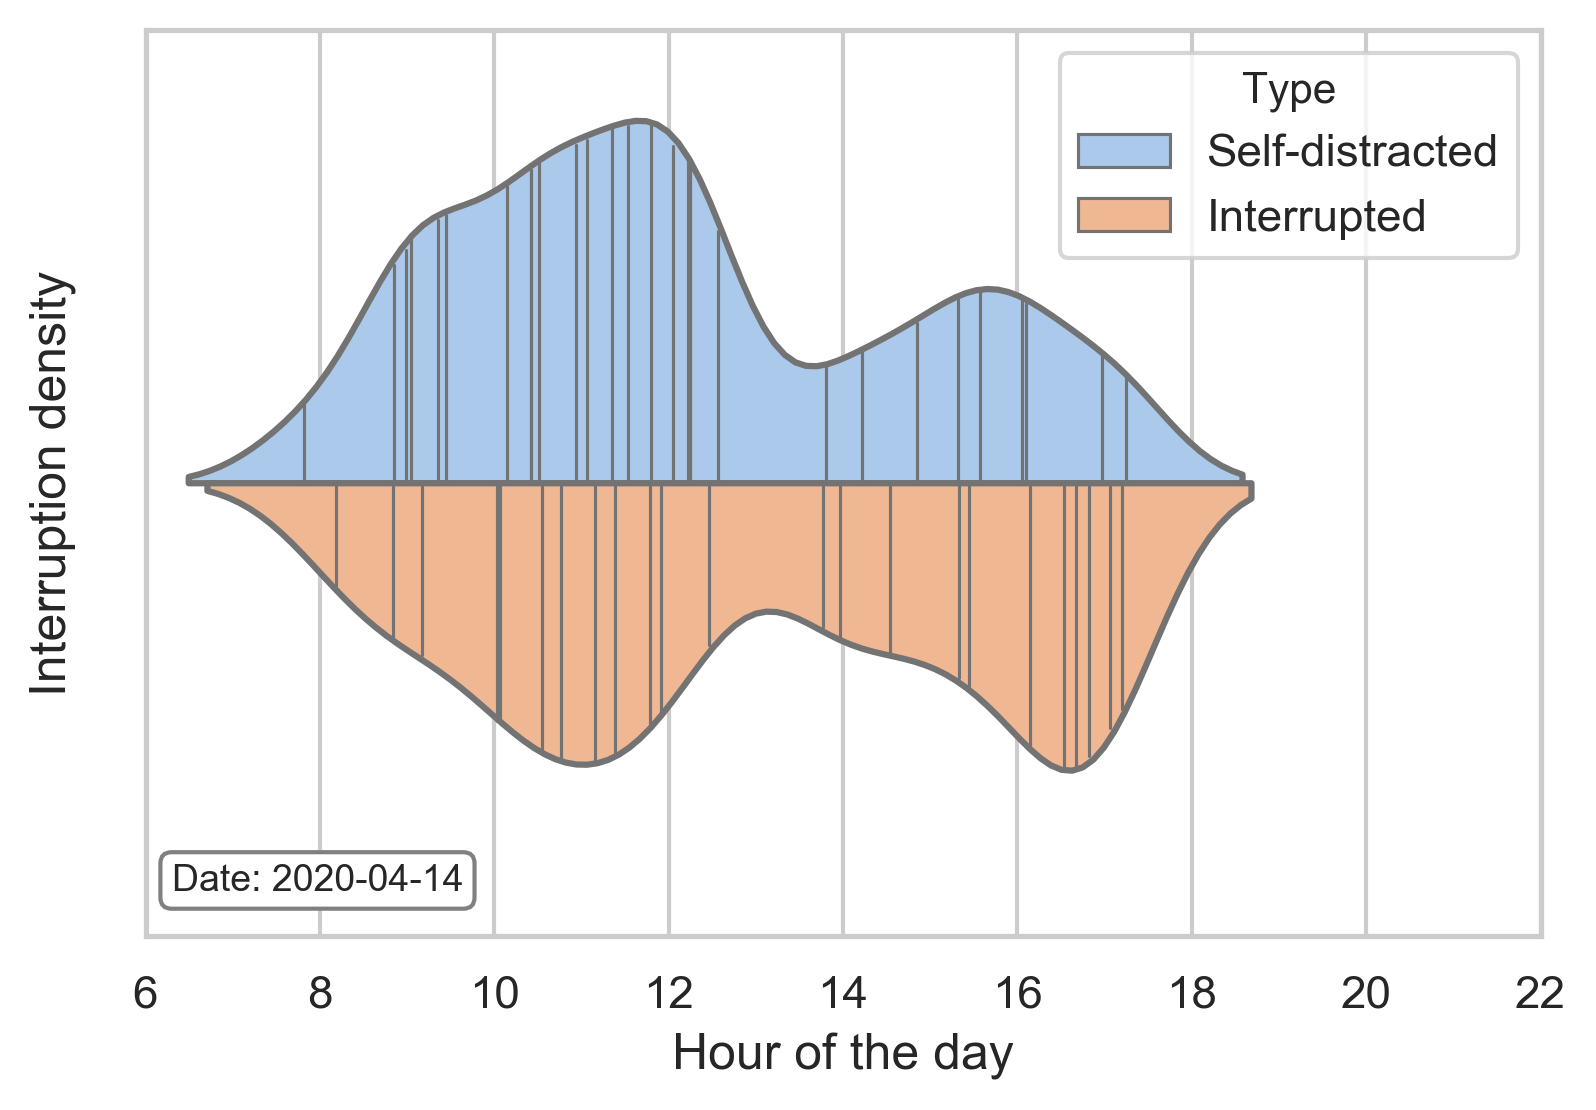 Type
Self-distracted
Interrupted
Interruption density
Date: 2020-04-14
6 8 10 12 14 16 18 20 22
Hour of the day